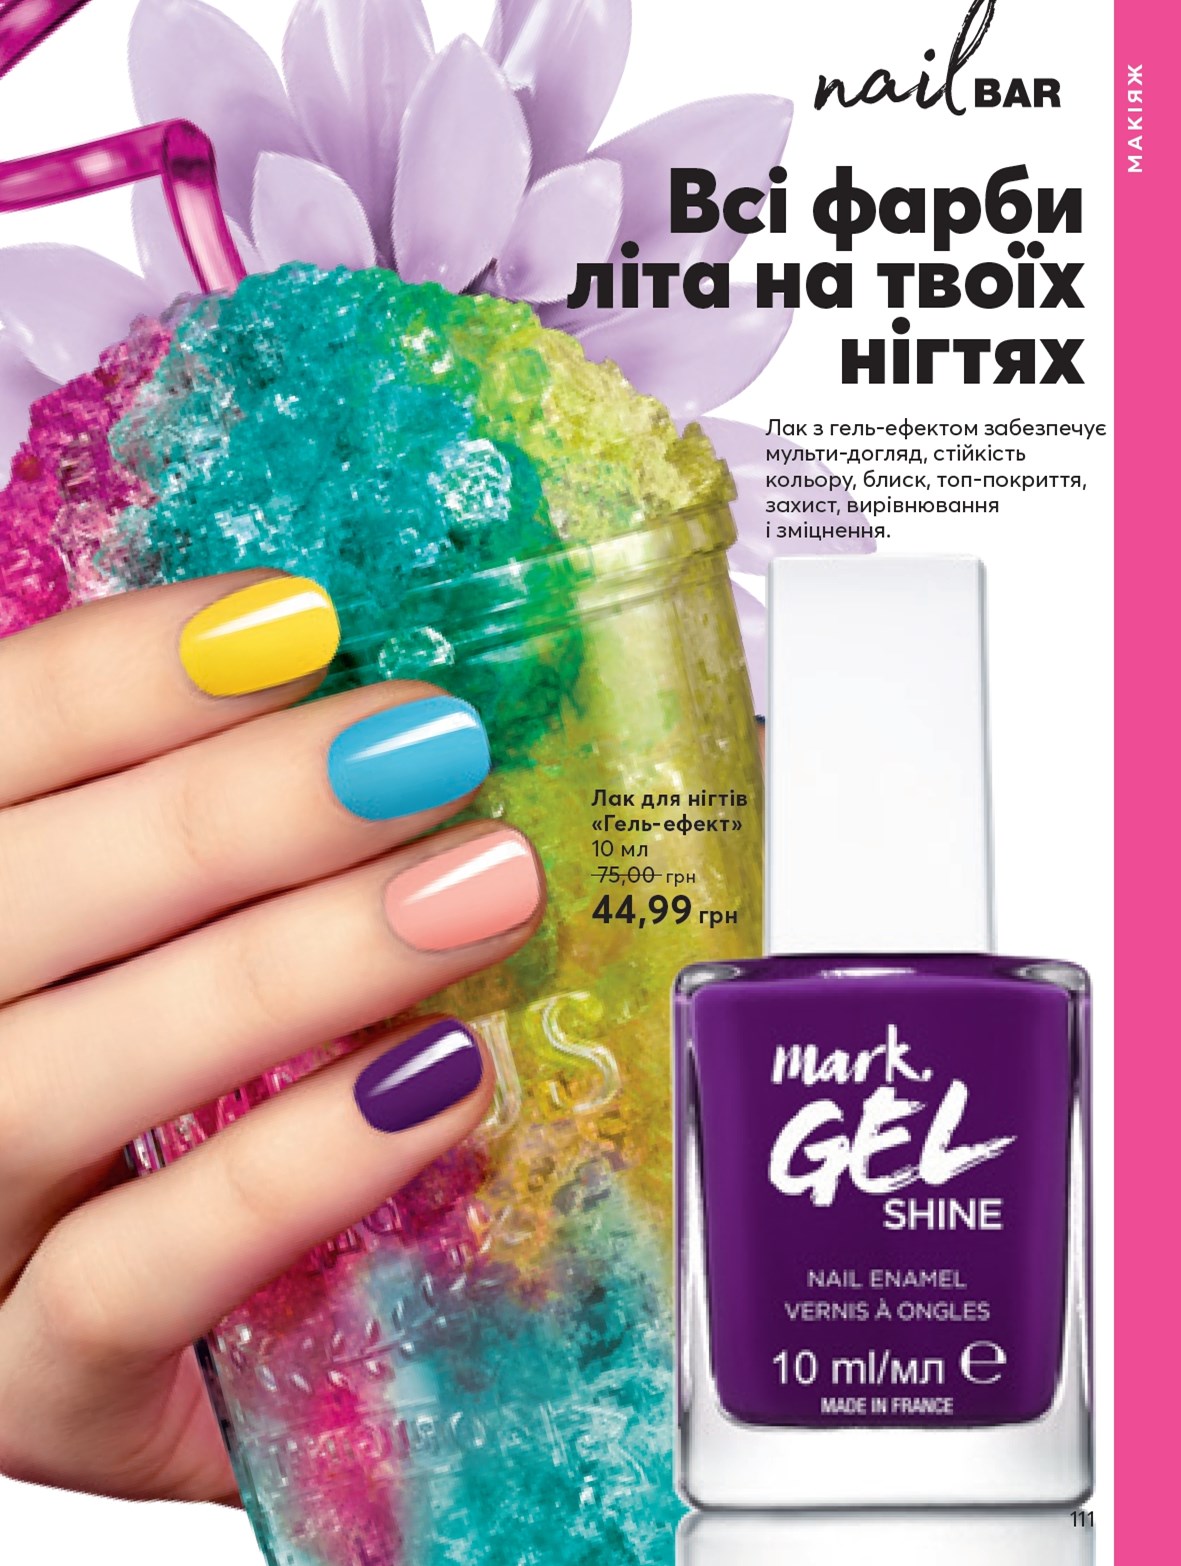 nail BAR
МАКІЯЖ
Всі фарби
літа на твоїх
нігтях
Лак з гель-ефектом забезпечує
мульти-догляд, стійкість
кольору, блиск, топ-покриття,
захист, вирівнювання
і зміцнення.
Лак для нігтів
«Гель-ефект»
10 мл
75,00 грн
44,99 грн
mark.
GEL
SHINE
NAIL ENAMEL
VERNIS À ONGLES
10 ml/мл ℮
MADE IN FRANCE
111